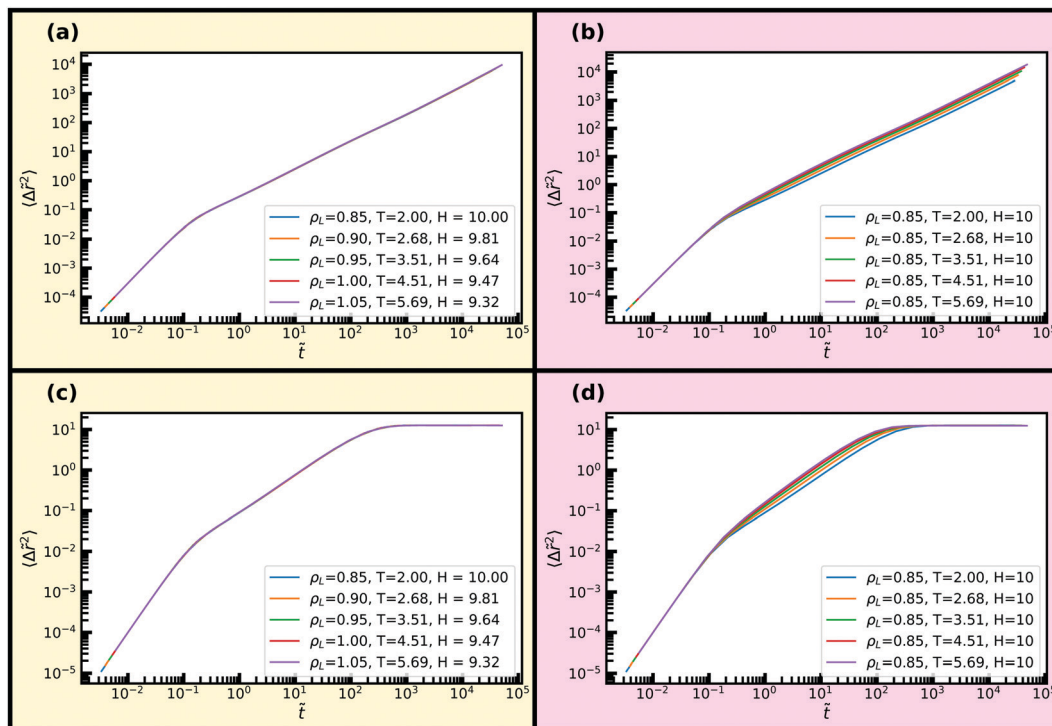 (a)
⟨Δr̃²⟩
10⁴
10³
10²
10¹
10⁰
10⁻¹
10⁻²
10⁻³
10⁻⁴
ρL=0.85, T=2.00, H = 10.00
ρL=0.90, T=2.68, H = 9.81
ρL=0.95, T=3.51, H = 9.64
ρL=1.00, T=4.51, H = 9.47
ρL=1.05, T=5.69, H = 9.32
10⁻² 10⁻¹ 10⁰ 10¹ 10² 10³ 10⁴ 10⁵
t̃
(b)
⟨Δr̃²⟩
10⁴
10³
10²
10¹
10⁰
10⁻¹
10⁻²
10⁻³
10⁻⁴
ρL=0.85, T=2.00, H=10
ρL=0.85, T=2.68, H=10
ρL=0.85, T=3.51, H=10
ρL=0.85, T=4.51, H=10
ρL=0.85, T=5.69, H=10
10⁻² 10⁻¹ 10⁰ 10¹ 10² 10³ 10⁴ 10⁵
t̃
(c)
⟨Δr̃²⟩
10¹
10⁰
10⁻¹
10⁻²
10⁻³
10⁻⁴
10⁻⁵
ρL=0.85, T=2.00, H = 10.00
ρL=0.90, T=2.68, H = 9.81
ρL=0.95, T=3.51, H = 9.64
ρL=1.00, T=4.51, H = 9.47
ρL=1.05, T=5.69, H = 9.32
10⁻² 10⁻¹ 10⁰ 10¹ 10² 10³ 10⁴ 10⁵
t̃
(d)
⟨Δr̃²⟩
10¹
10⁰
10⁻¹
10⁻²
10⁻³
10⁻⁴
10⁻⁵
ρL=0.85, T=2.00, H=10
ρL=0.85, T=2.68, H=10
ρL=0.85, T=3.51, H=10
ρL=0.85, T=4.51, H=10
ρL=0.85, T=5.69, H=10
10⁻² 10⁻¹ 10⁰ 10¹ 10² 10³ 10⁴ 10⁵
t̃